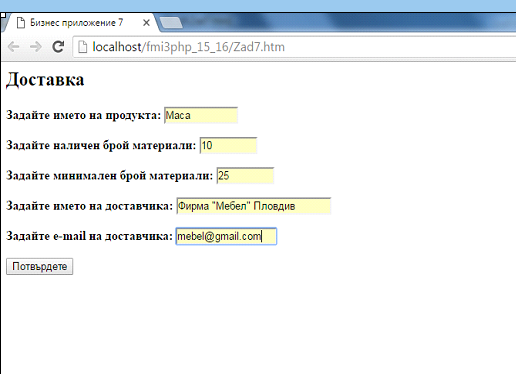 Бизнес приложение 7
localhost/fmi3php_15_16/Zad7.htm
Доставка
Задайте името на продукта: Маса
Задайте наличен брой материали: 10
Задайте минимален брой материали: 25
Задайте името на доставчика: Фирма "Мебел" Пловдив
Задайте e-mail на доставчика: mebel@gmail.com
Потвърдете